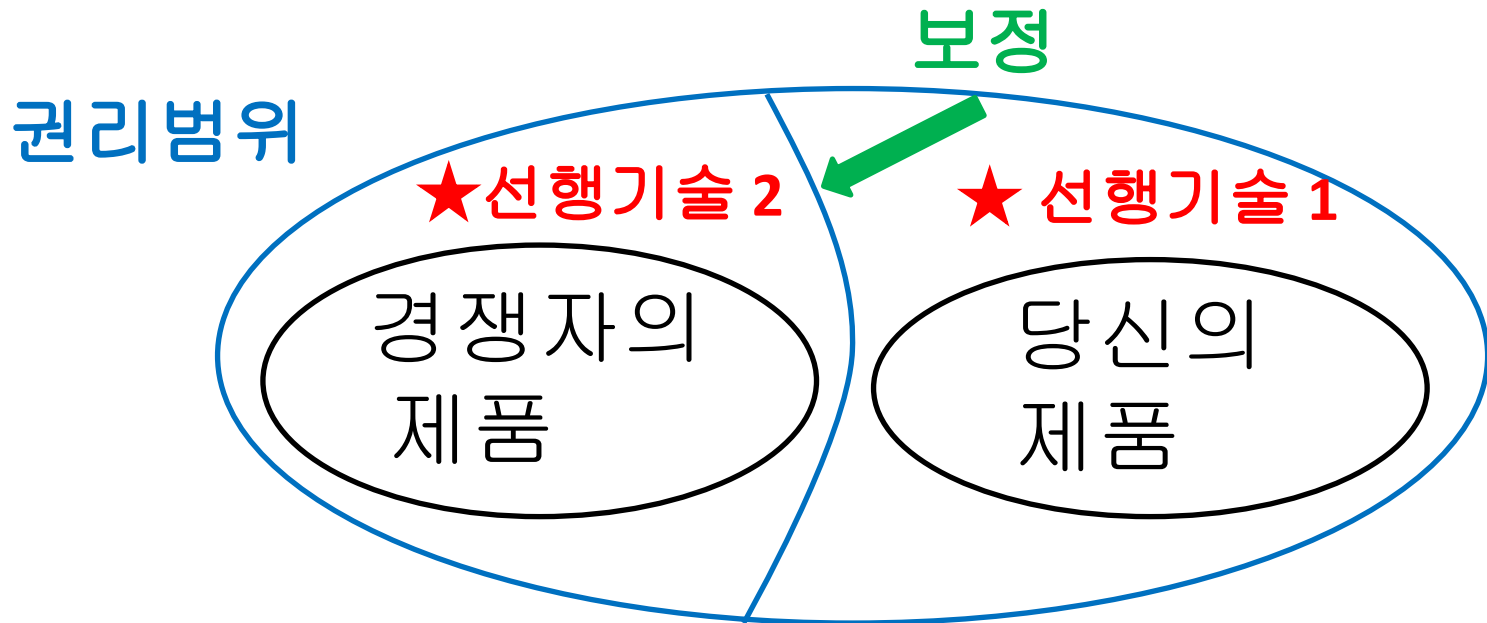 보정
권리범위
★선행기술 2
★ 선행기술 1
경쟁자의
제품
당신의
제품